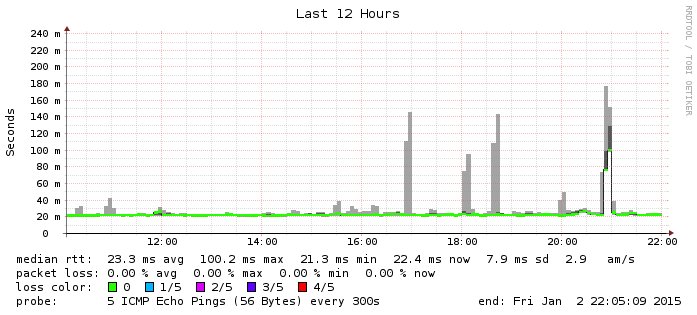 Last 12 Hours
RRDTOOL / TOBI OETIKER
Seconds
240 m
220 m
200 m
180 m
160 m
140 m
120 m
100 m
80 m
60 m
40 m
20 m
0
12:00 14:00 16:00 18:00 20:00 22:00
median rtt: 23.3 ms avg 100.2 ms max 21.3 ms min 22.4 ms now 7.9 ms sd 2.9 am/s
packet loss: 0.00 % avg 0.00 % max 0.00 % min 0.00 % now
loss color: 0 1/5 2/5 3/5 4/5
probe: 5 ICMP Echo Pings (56 Bytes) every 300s end: Fri Jan 2 22:05:09 2015